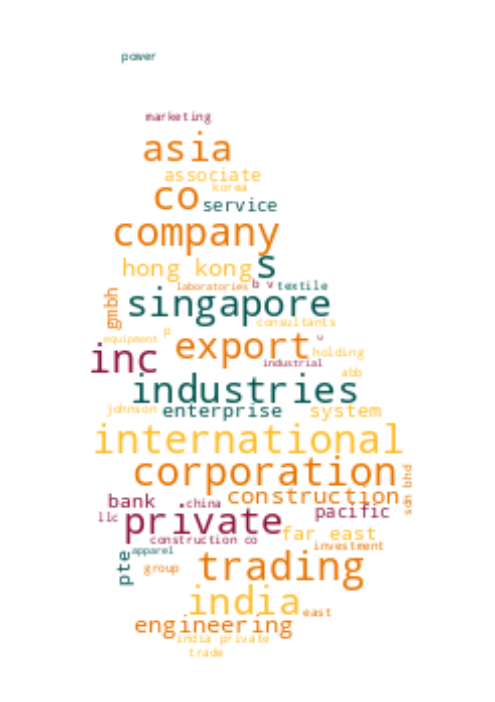 power
marketing
asia
associate
korea
co
service
company
hong kong
s
laboratories
b v
textile
gmbh
singapore
consultants
p
equipment
export
u
inc
holding
industrial
abb
industries
johnson
enterprise
system
international
corporation
sdn bhd
construction
bank
china
llc
private
pacific
far east
construction co
investment
apparel
pte
group
trading
india
east
engineering
india private
trade